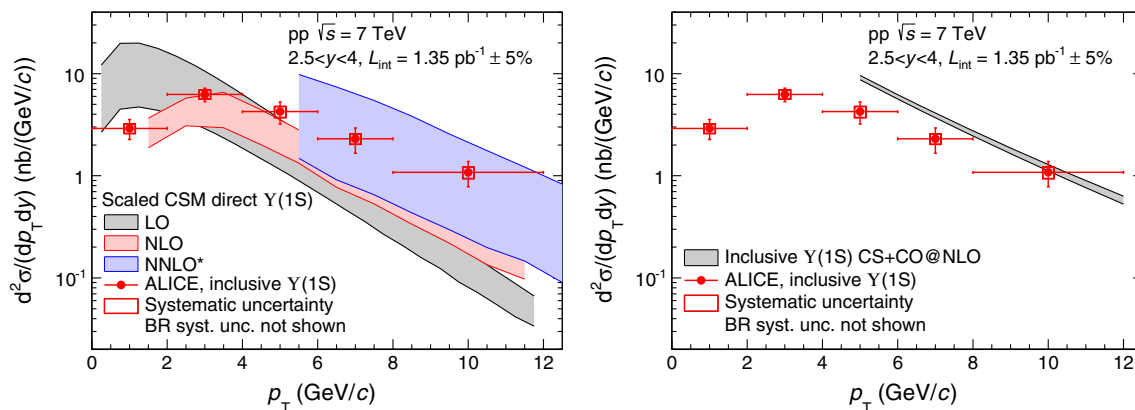 pp √s = 7 TeV
2.5<y<4, L_int = 1.35 pb⁻¹ ± 5%
d²σ/(dp_T dy) (nb/(GeV/c))
10
1
10⁻¹
Scaled CSM direct ϒ(1S)
LO
NLO
NNLO*
ALICE, inclusive ϒ(1S)
Systematic uncertainty
BR syst. unc. not shown
0 2 4 6 8 10 12
p_T (GeV/c)
pp √s = 7 TeV
2.5<y<4, L_int = 1.35 pb⁻¹ ± 5%
d²σ/(dp_T dy) (nb/(GeV/c))
10
1
10⁻¹
Inclusive ϒ(1S) CS+CO@NLO
ALICE, inclusive ϒ(1S)
Systematic uncertainty
BR syst. unc. not shown
0 2 4 6 8 10 12
p_T (GeV/c)